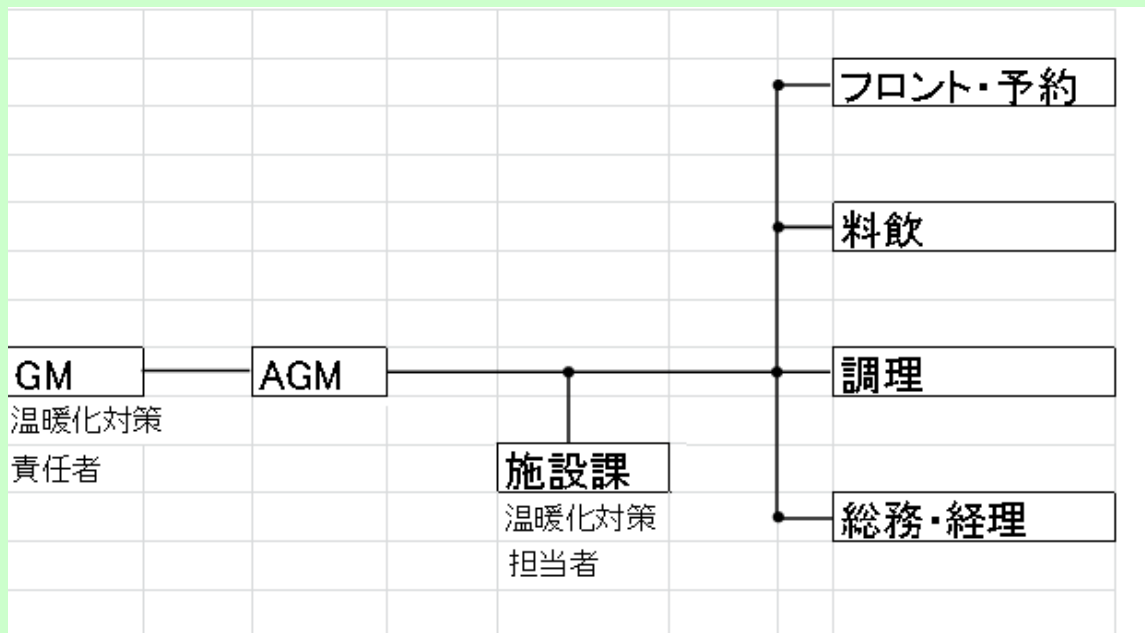 フロント・予約
料飲
GM
AGM
調理
温暖化対策
責任者
施設課
温暖化対策
担当者
総務・経理